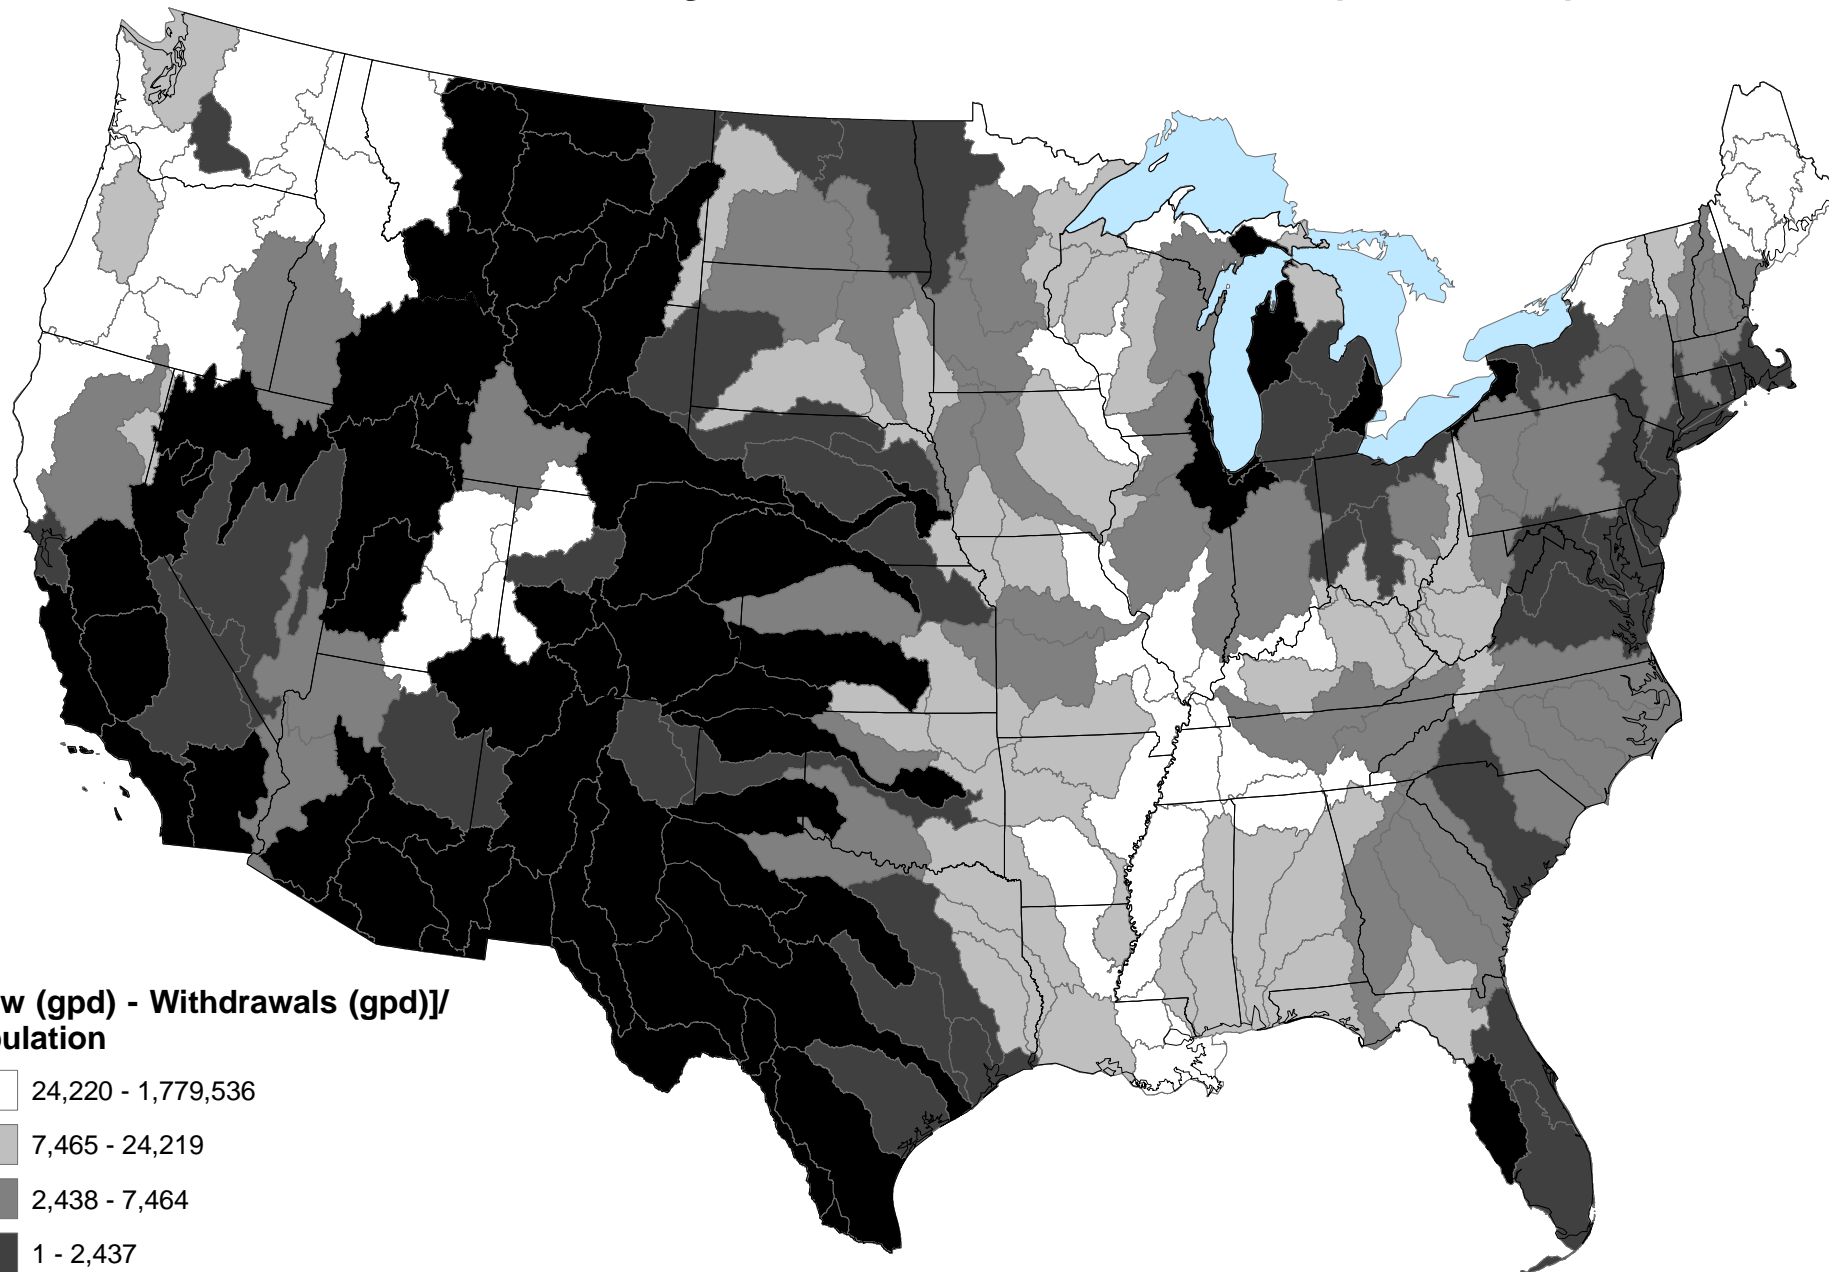 w (gpd) - Withdrawals (gpd)]/
ulation
24,220 - 1,779,536
7,465 - 24,219
2,438 - 7,464
1 - 2,437